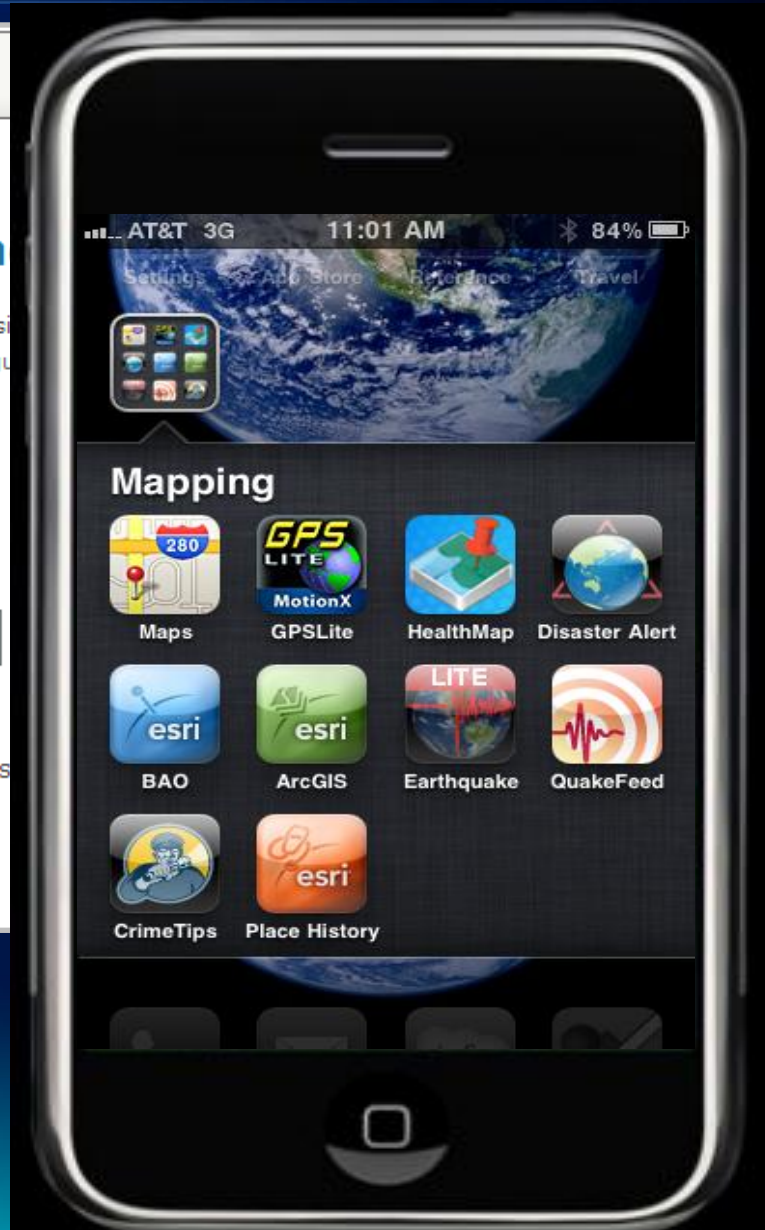 AT&T 3G 11:01 AM 84%
Settings App Store Reference Travel
Mapping
280
GPS
LITE
MotionX
Maps GPSLite HealthMap Disaster Alert
LITE
esri esri
BAO ArcGIS Earthquake QuakeFeed
esri
CrimeTips Place History